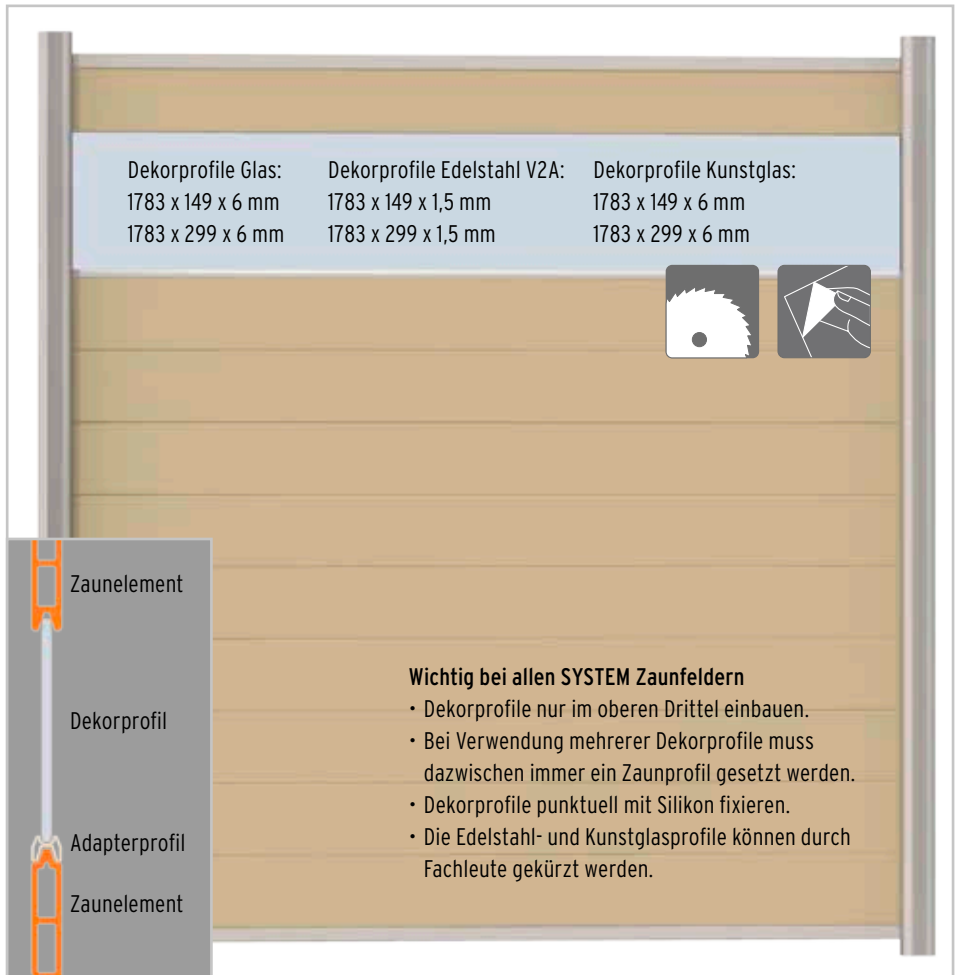 Dekorprofile Glas:
1783 x 149 x 6 mm
1783 x 299 x 6 mm
Dekorprofile Edelstahl V2A:
1783 x 149 x 1,5 mm
1783 x 299 x 1,5 mm
Dekorprofile Kunstglas:
1783 x 149 x 6 mm
1783 x 299 x 6 mm
Zaunelement
Dekorprofil
Adapterprofil
Zaunelement
Wichtig bei allen SYSTEM Zaunfeldern
• Dekorprofile nur im oberen Drittel einbauen.
• Bei Verwendung mehrerer Dekorprofile muss
dazwischen immer ein Zaunprofil gesetzt werden.
• Dekorprofile punktuell mit Silikon fixieren.
• Die Edelstahl- und Kunstglasprofile können durch
Fachleute gekürzt werden.